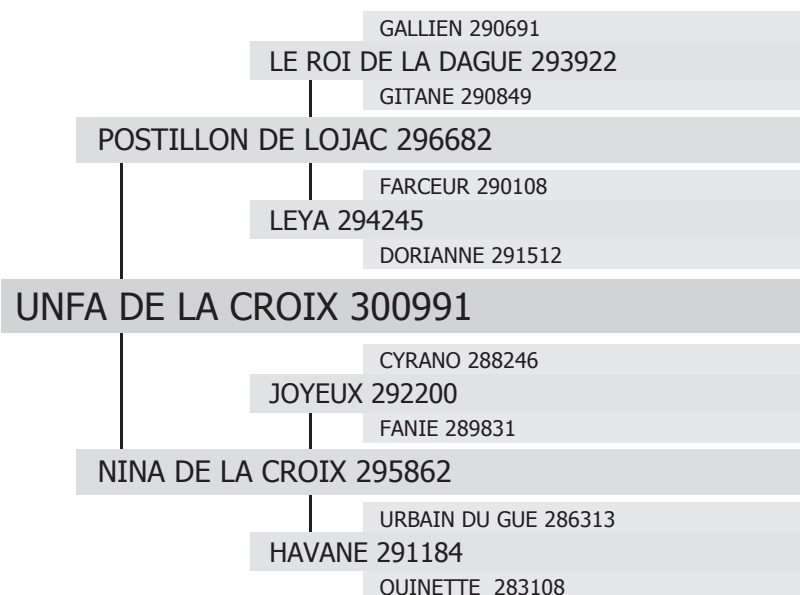 GALLIEN 290691
LE ROI DE LA DAGUE 293922
GITANE 290849
POSTILLON DE LOJAC 296682
FARCEUR 290108
LEYA 294245
DORIANNE 291512
UNFA DE LA CROIX 300991
CYRANO 288246
JOYEUX 292200
FANIE 289831
NINA DE LA CROIX 295862
URBAIN DU GUE 286313
HAVANE 291184
OUINETTE 283108